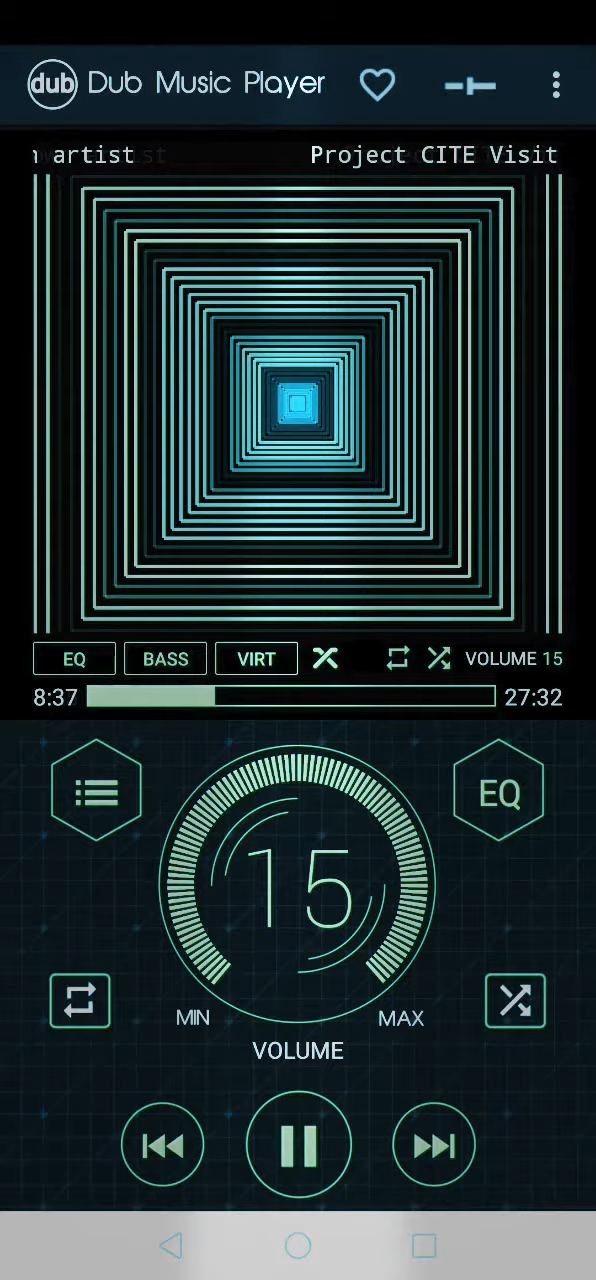 dub Dub Music Player
artist Project CITE Visit
EQ BASS VIRT VOLUME 15
8:37 27:32
EQ
15
MIN MAX
VOLUME